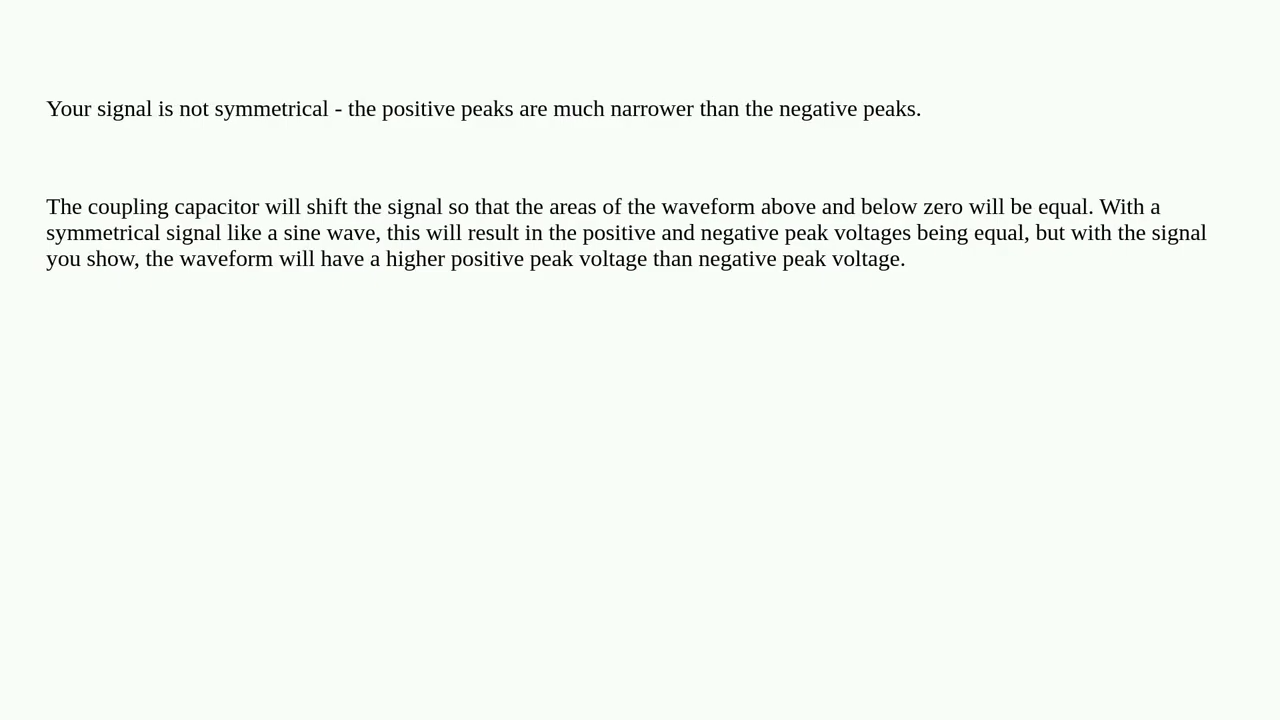 Your signal is not symmetrical - the positive peaks are much narrower than the negative peaks.
The coupling capacitor will shift the signal so that the areas of the waveform above and below zero will be equal. With a
symmetrical signal like a sine wave, this will result in the positive and negative peak voltages being equal, but with the signal
you show, the waveform will have a higher positive peak voltage than negative peak voltage.